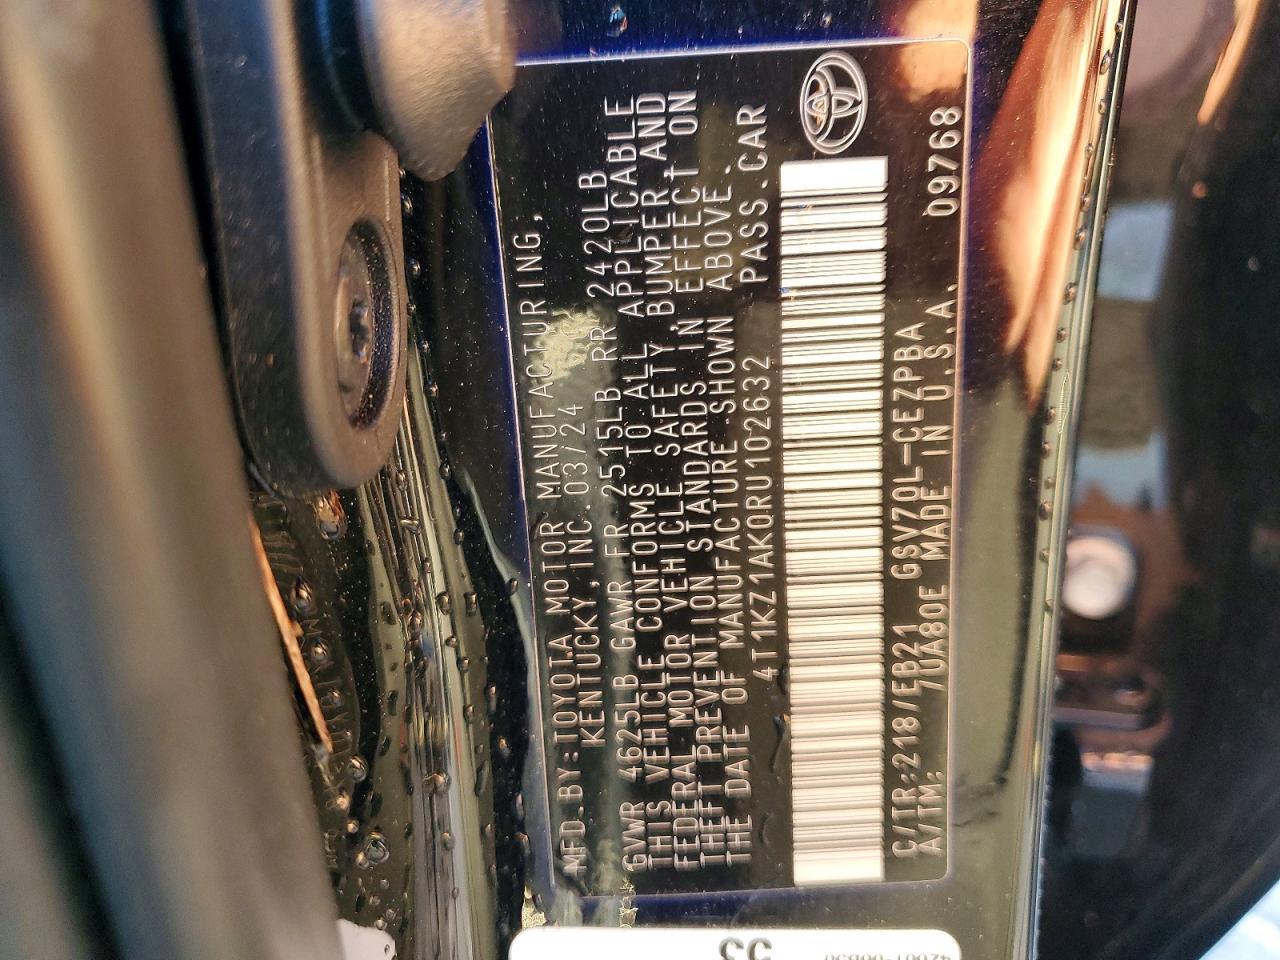 MFD.BY:TOYOTA MOTOR MANUFACTURING,
KENTUCKY, INC. 03/24
GVWR 4625LB GAWR FR 2515LB RR 2420LB
THIS VEHICLE CONFORMS TO ALL APPLICABLE
FEDERAL MOTOR VEHICLE SAFETY, BUMPER AND
THEFT PREVENTION STANDARDS IN EFFECT ON
THE DATE OF MANUFACTURE SHOWN ABOVE.
4T1KZ1AK0RU102632 PASS.CAR
C/TR:218/EB21 GSV70L-CEZPBA
A/TM: /UA80E MADE IN U.S.A. 09768
53